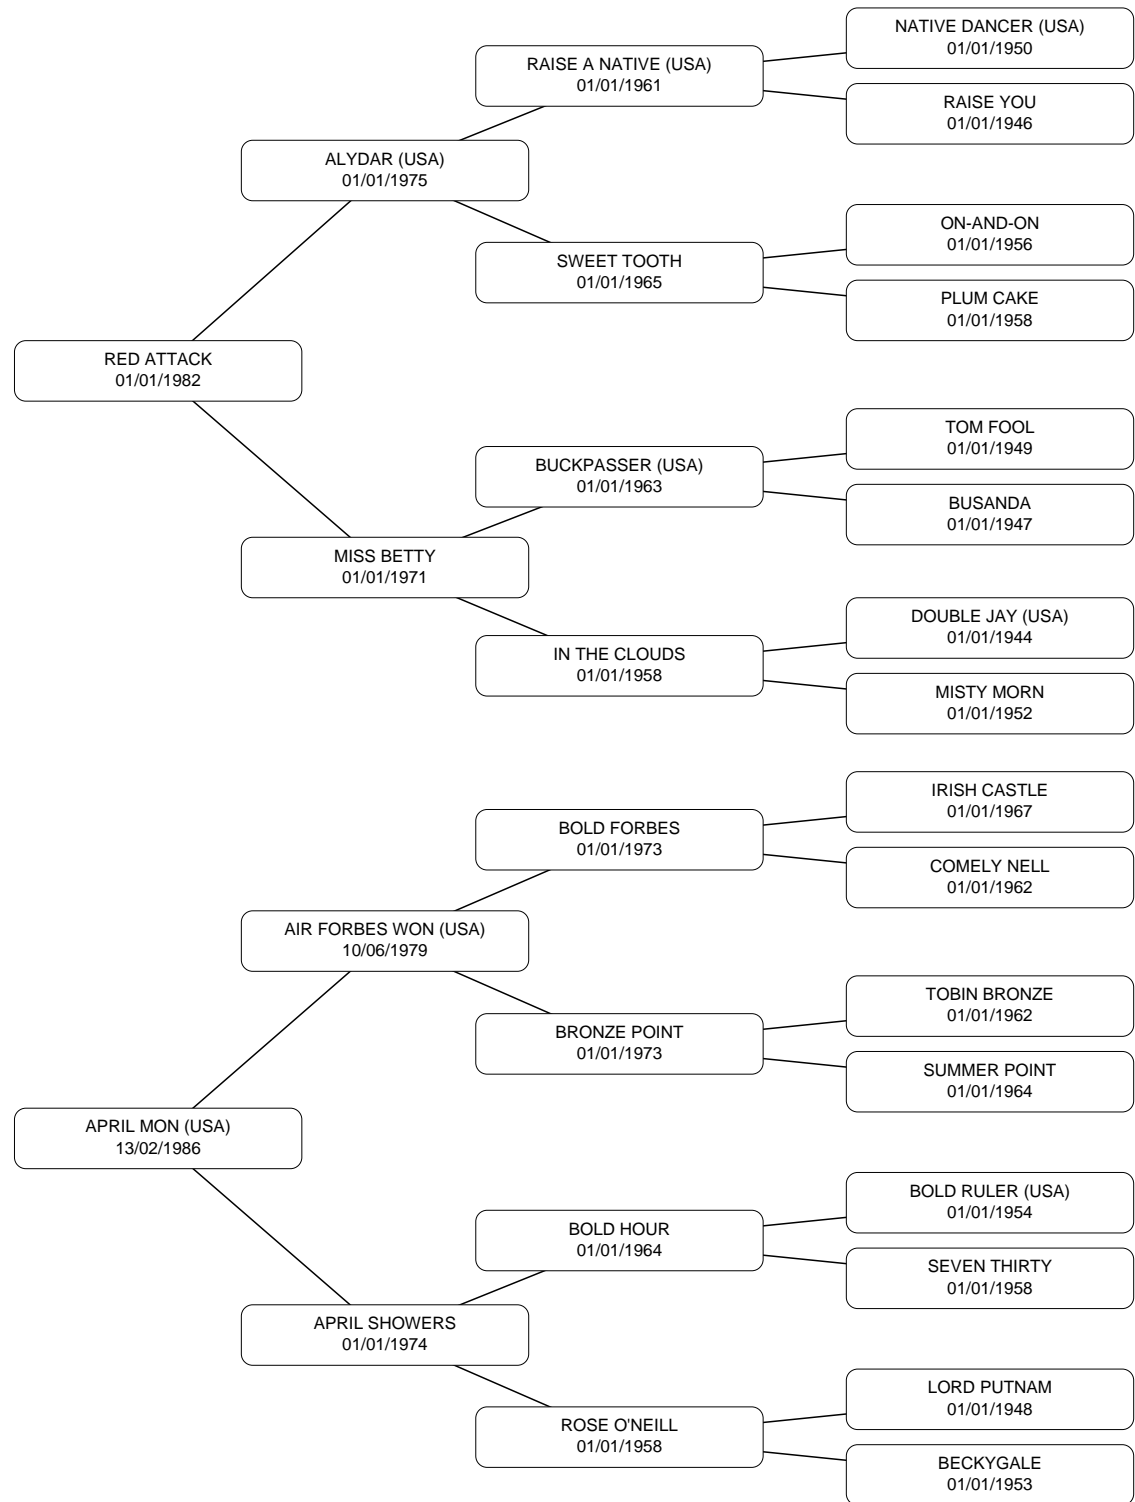 NATIVE DANCER (USA)
01/01/1950
RAISE A NATIVE (USA)
01/01/1961
RAISE YOU
01/01/1946
ALYDAR (USA)
01/01/1975
ON-AND-ON
01/01/1956
SWEET TOOTH
01/01/1965
PLUM CAKE
01/01/1958
RED ATTACK
01/01/1982
TOM FOOL
01/01/1949
BUCKPASSER (USA)
01/01/1963
BUSANDA
01/01/1947
MISS BETTY
01/01/1971
DOUBLE JAY (USA)
01/01/1944
IN THE CLOUDS
01/01/1958
MISTY MORN
01/01/1952
IRISH CASTLE
01/01/1967
BOLD FORBES
01/01/1973
COMELY NELL
01/01/1962
AIR FORBES WON (USA)
10/06/1979
TOBIN BRONZE
01/01/1962
BRONZE POINT
01/01/1973
SUMMER POINT
01/01/1964
APRIL MON (USA)
13/02/1986
BOLD RULER (USA)
01/01/1954
BOLD HOUR
01/01/1964
SEVEN THIRTY
01/01/1958
APRIL SHOWERS
01/01/1974
LORD PUTNAM
01/01/1948
ROSE O'NEILL
01/01/1958
BECKYGALE
01/01/1953